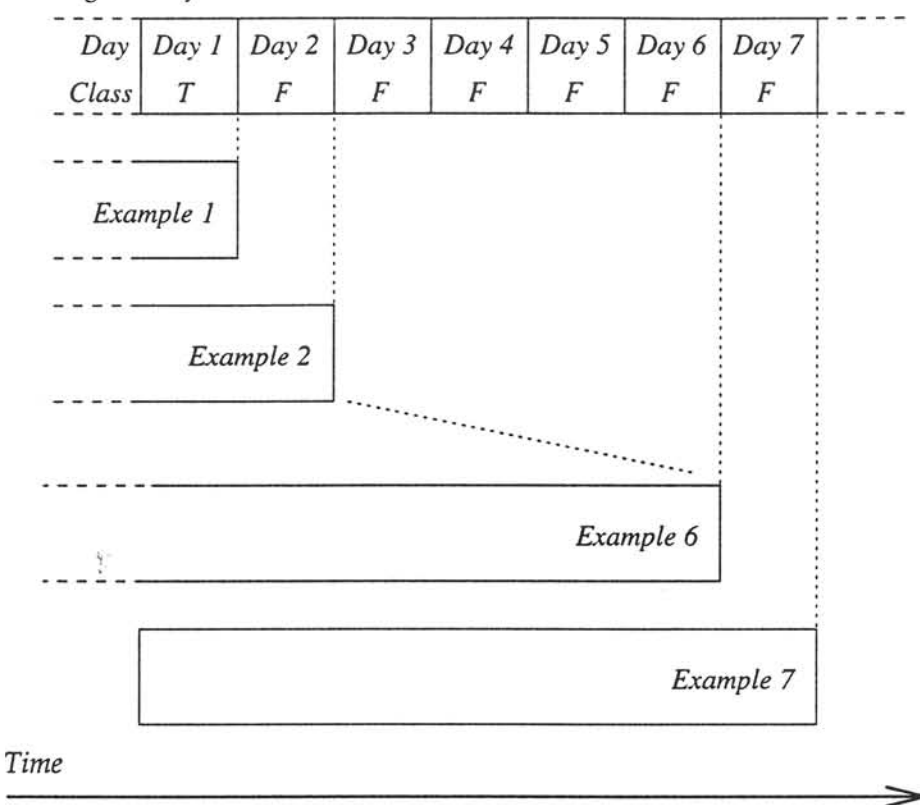 Day Day 1 Day 2 Day 3 Day 4 Day 5 Day 6 Day 7
Class T F F F F F F
Example 1
Example 2
Example 6
Example 7
Time